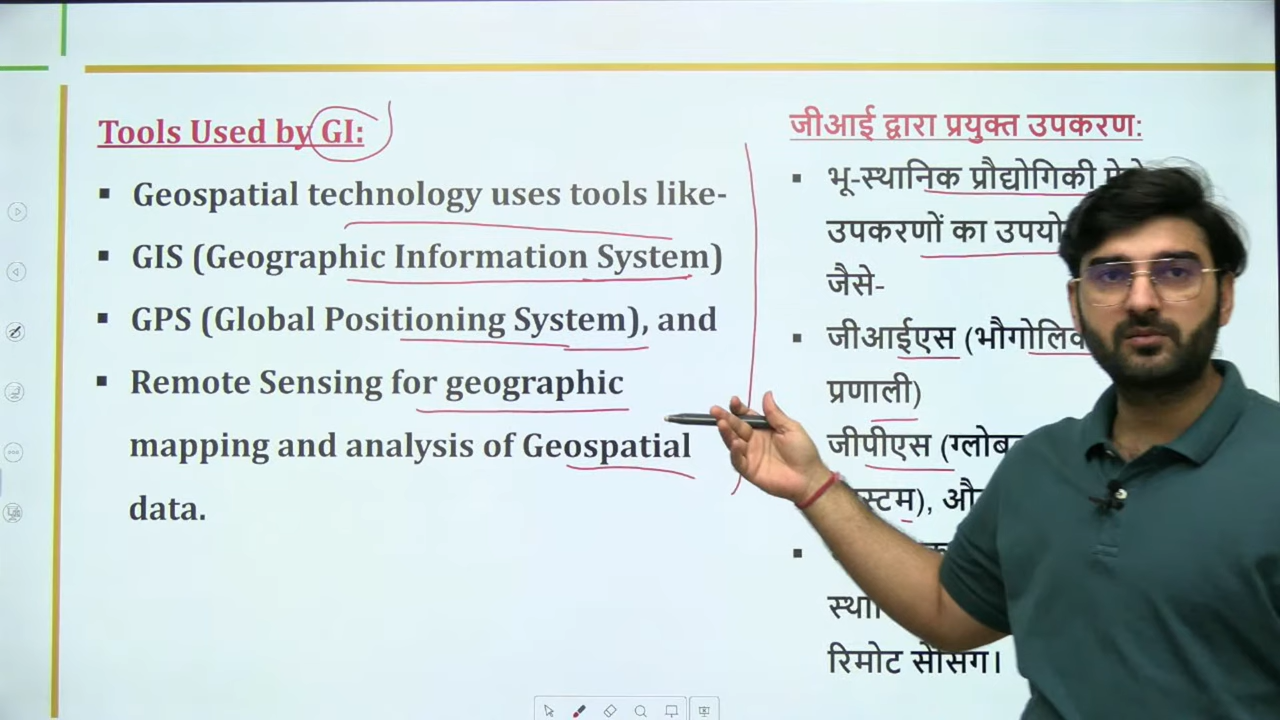 Tools Used by GI:
▪ Geospatial technology uses tools like-
▪ GIS (Geographic Information System)
▪ GPS (Global Positioning System), and
▪ Remote Sensing for geographic
mapping and analysis of Geospatial
data.
जीआई द्वारा प्रयुक्त उपकरण:
▪ भू-स्थानिक प्रौद्योगिकी
उपकरणों का
जैसे-
▪ जीआईएस
प्रणाली)
जीपीएस
रिमोट सेंसिंग।